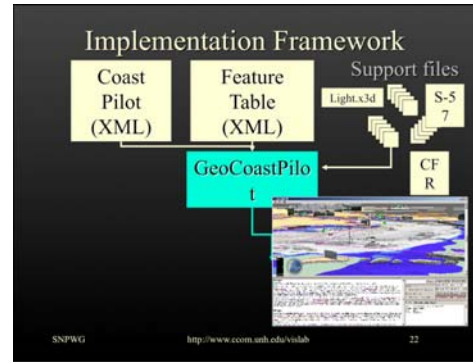 Implementation Framework
Coast
Pilot
(XML)
Feature
Table
(XML)
Support files
Light.x3d
S-5
7
GeoCoastPilo
t
CF
R
SNPWG
http://www.ccom.unh.edu/vislab
22